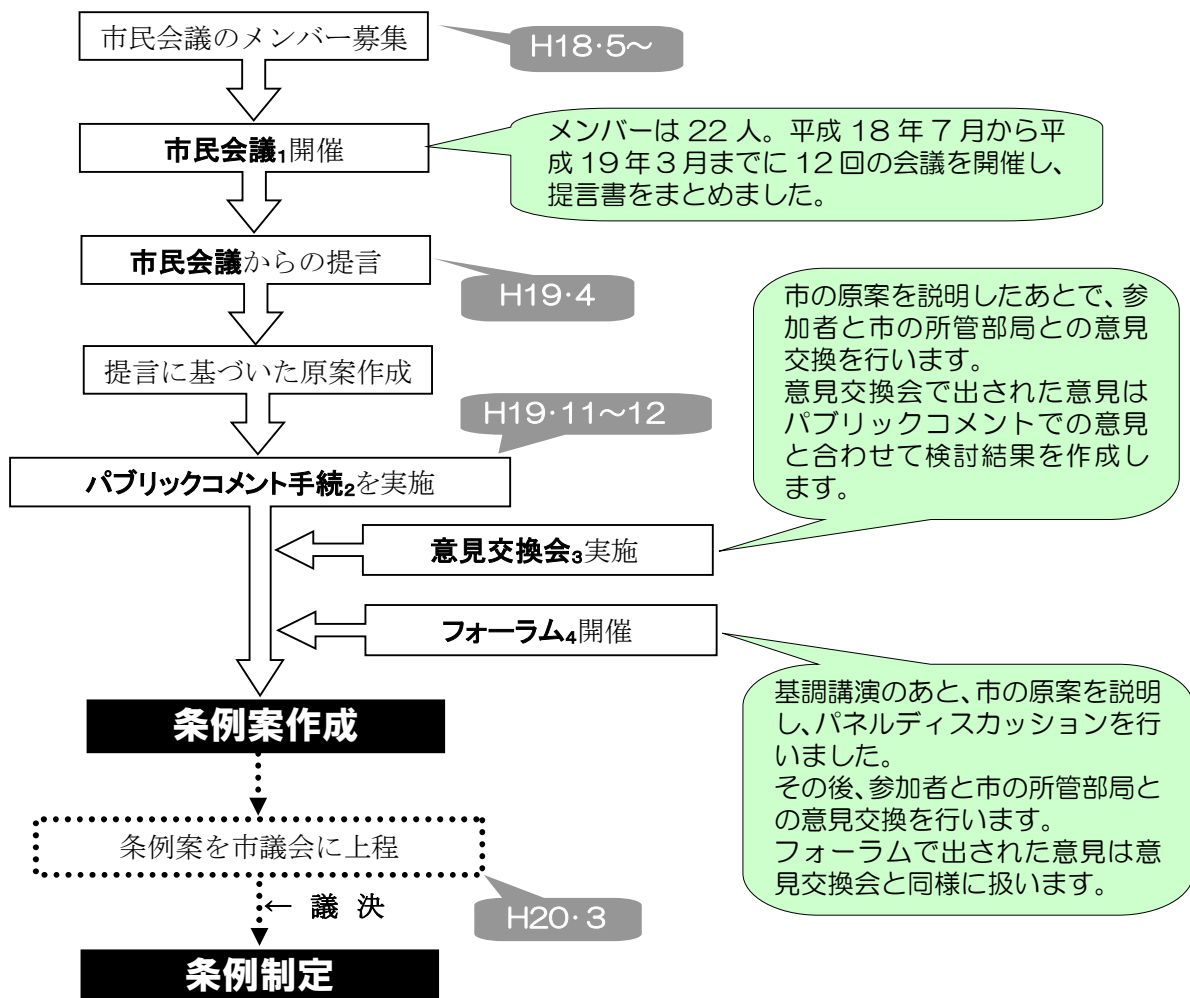 市民会議のメンバー募集
H18・5～
市民会議1開催
メンバーは 22 人。平成 18 年 7 月から平
成 19 年 3 月までに 12 回の会議を開催し、
提言書をまとめました。
市民会議からの提言
H19・4
提言に基づいた原案作成
H19・11～12
パブリックコメント手続2を実施
市の原案を説明したあとで、参
加者と市の所管部局との意見
交換を行います。
意見交換会で出された意見は
パブリックコメントでの意見
と合わせて検討結果を作成し
ます。
意見交換会3実施
フォーラム4開催
基調講演のあと、市の原案を説明
し、パネルディスカッションを行
いました。
その後、参加者と市の所管部局と
の意見交換を行います。
フォーラムで出された意見は意
見交換会と同様に扱います。
条例案作成
条例案を市議会に上程
H20・3
← 議 決
条例制定